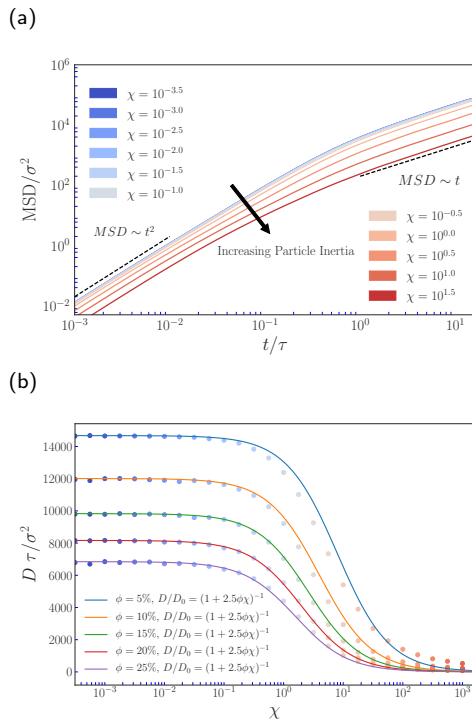 (a)
10^6
10^4
10^2
10^0
10^{-2}
MSD/σ^2
χ = 10^{-3.5}
χ = 10^{-3.0}
χ = 10^{-2.5}
χ = 10^{-2.0}
χ = 10^{-1.5}
χ = 10^{-1.0}
MSD ~ t^2
MSD ~ t
Increasing Particle Inertia
χ = 10^{-0.5}
χ = 10^{0.0}
χ = 10^{0.5}
χ = 10^{1.0}
χ = 10^{1.5}
10^{-3} 10^{-2} 10^{-1} 10^0 10^1
t/τ
(b)
14000
12000
10000
8000
6000
4000
2000
0
D τ/σ^2
ϕ = 5%, D/D_0 = (1 + 2.5ϕχ)^{-1}
ϕ = 10%, D/D_0 = (1 + 2.5ϕχ)^{-1}
ϕ = 15%, D/D_0 = (1 + 2.5ϕχ)^{-1}
ϕ = 20%, D/D_0 = (1 + 2.5ϕχ)^{-1}
ϕ = 25%, D/D_0 = (1 + 2.5ϕχ)^{-1}
10^{-3} 10^{-2} 10^{-1} 10^0 10^1 10^2 10^3
χ